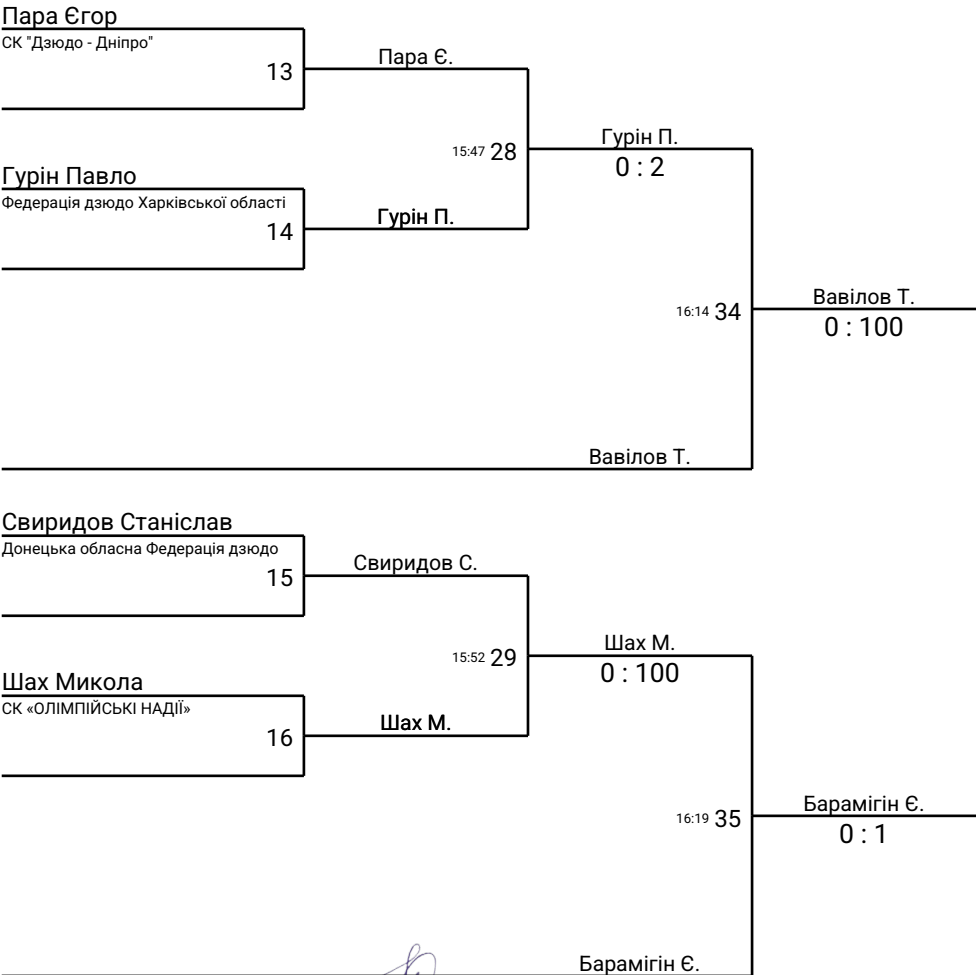 Пара Єгор
СК "Дзюдо - Дніпро"
13
Пара Є.
15:47 28
Гурін П.
0 : 2
Гурін Павло
Федерація дзюдо Харківської області
14
Гурін П.
16:14 34
Вавілов Т.
0 : 100
Вавілов Т.
Свиридов Станіслав
Донецька обласна Федерація дзюдо
15
Свиридов С.
15:52 29
Шах М.
0 : 100
Шах Микола
СК «ОЛІМПІЙСЬКІ НАДІЇ»
16
Шах М.
16:19 35
Барамігін Є.
0 : 1
Барамігін Є.